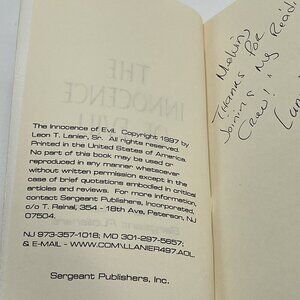 The Innocence of Evil. Copyright 1997 by
Leon T. Lanier, Sr. All rights reserved.
Printed in the United States of America.
No part of this book may be used or
reproduced in any manner whatsoever
without written permission except in the
case of brief quotations embodied in critical
articles and reviews. For more information,
contact Sergeant Publishers, Incorporated,
c/o T. Reinal, 354 - 18th Ave, Paterson, NJ
07504.
NJ 973-357-1018; MD 301-297-5657;
& E-MAIL - WWW.COM\LLANIER497.AOL
Sergeant Publishers, Inc.
Thanks for
Joining My
Crew!